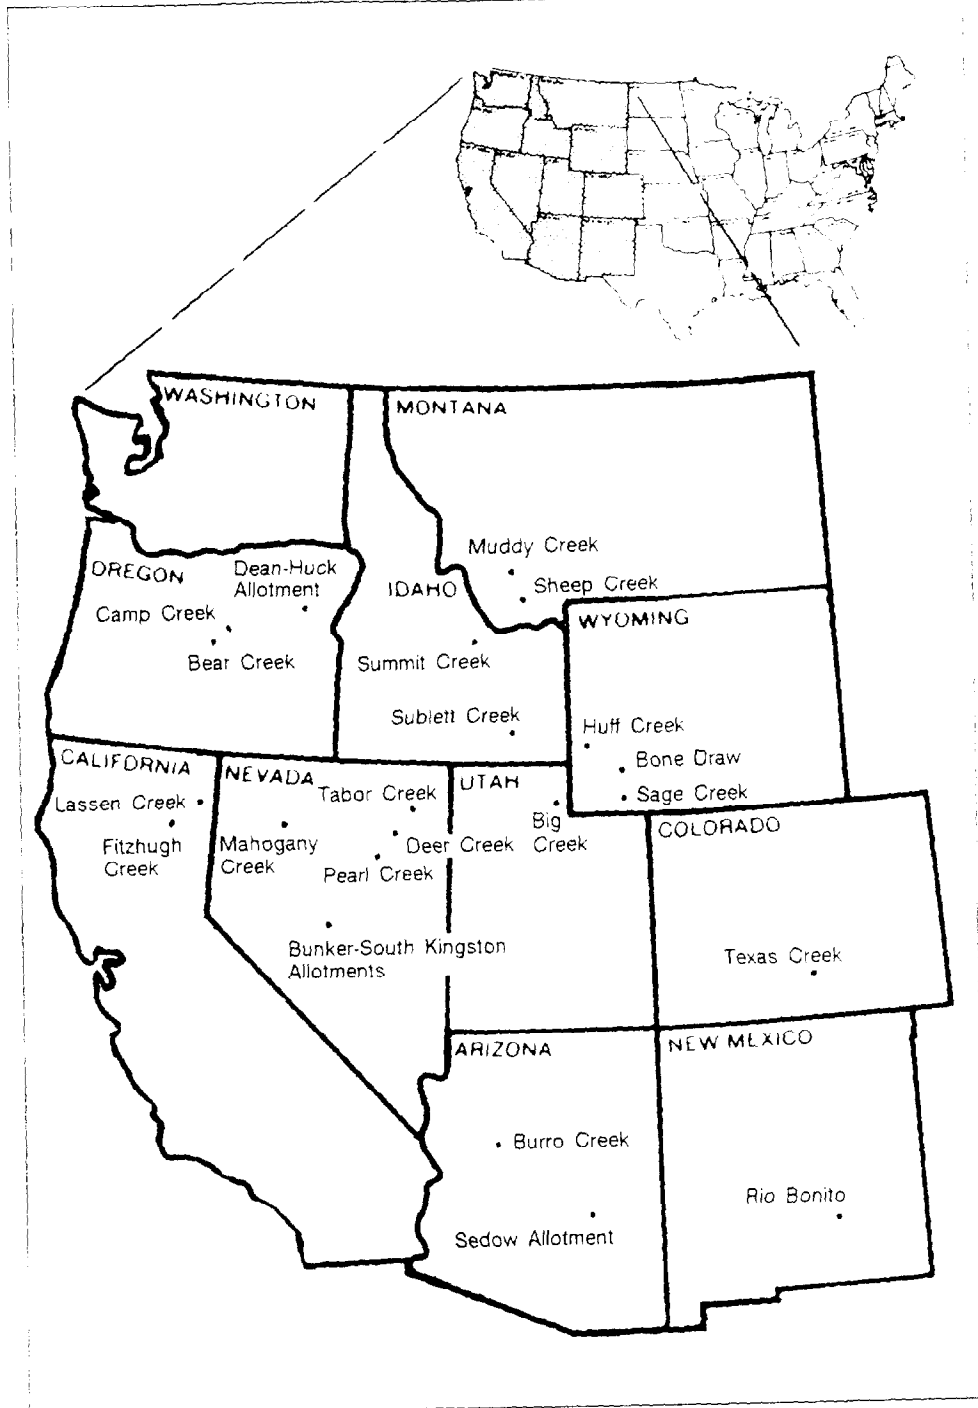 WASHINGTON
MONTANA
Muddy Creek
OREGON
Dean-Huck
Allotment
IDAHO
Sheep Creek
Camp Creek
WYOMING
Bear Creek
Summit Creek
Sublett Creek
Huff Creek
Bone Draw
CALIFORNIA
NEVADA
UTAH
Sage Creek
Lassen Creek
Tabor Creek
Big
Creek
COLORADO
Fitzhugh
Creek
Mahogany
Creek
Deer Creek
Pearl Creek
Bunker-South Kingston
Allotments
Texas Creek
ARIZONA
NEW MEXICO
Burro Creek
Rio Bonito
Sedow Allotment